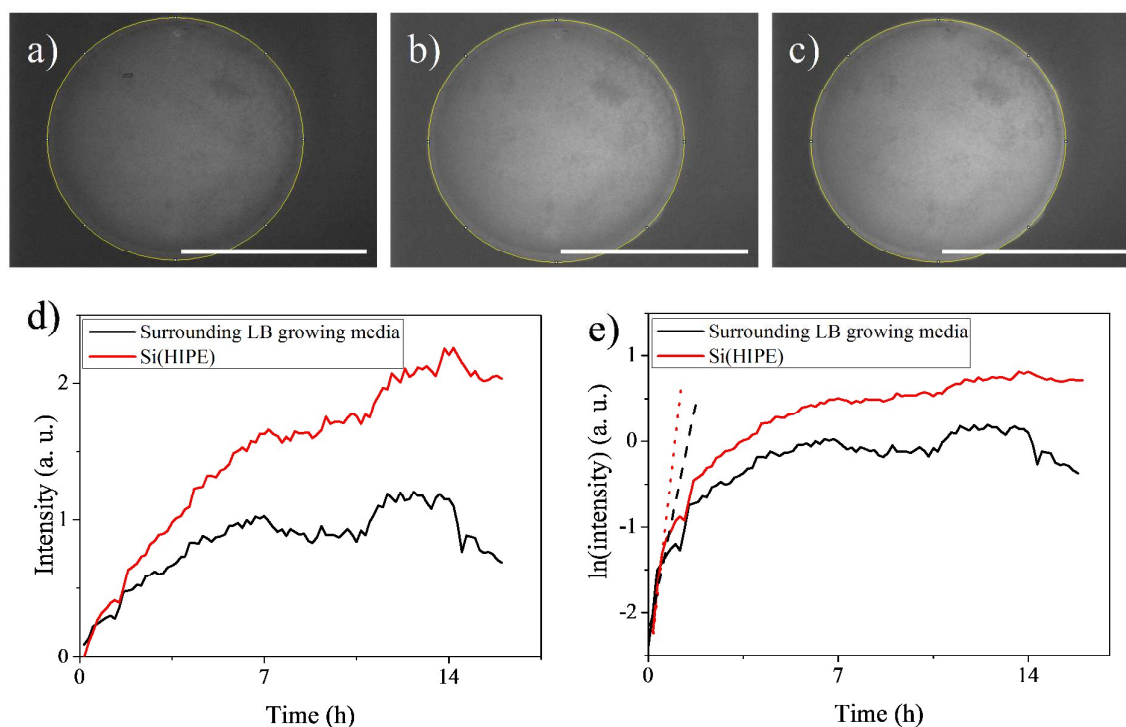 a)
b)
c)
d)
Surrounding LB growing media
Si(HIPE)
2
1
0
Intensity (a. u.)
0
7
14
Time (h)
e)
Surrounding LB growing media
Si(HIPE)
1
0
-1
-2
ln(intensity) (a. u.)
0
7
14
Time (h)